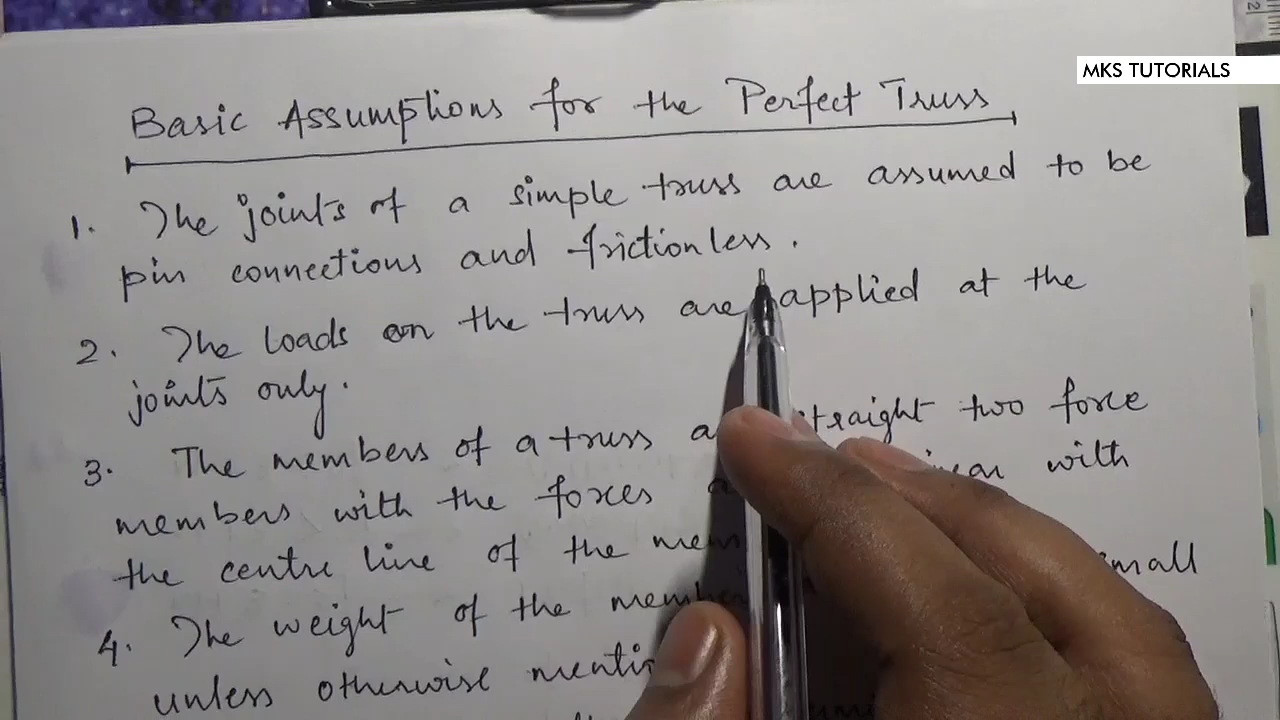 MKS TUTORIALS
Basic Assumptions for the Perfect Truss
1. The joints of a simple truss are assumed to be
pin connections and frictionless.
2. The loads on the truss are applied at the
joints only.
3. The members of a truss straight two force
members with the forces with
the centre line of the
4. The weight of the small
unless otherwise